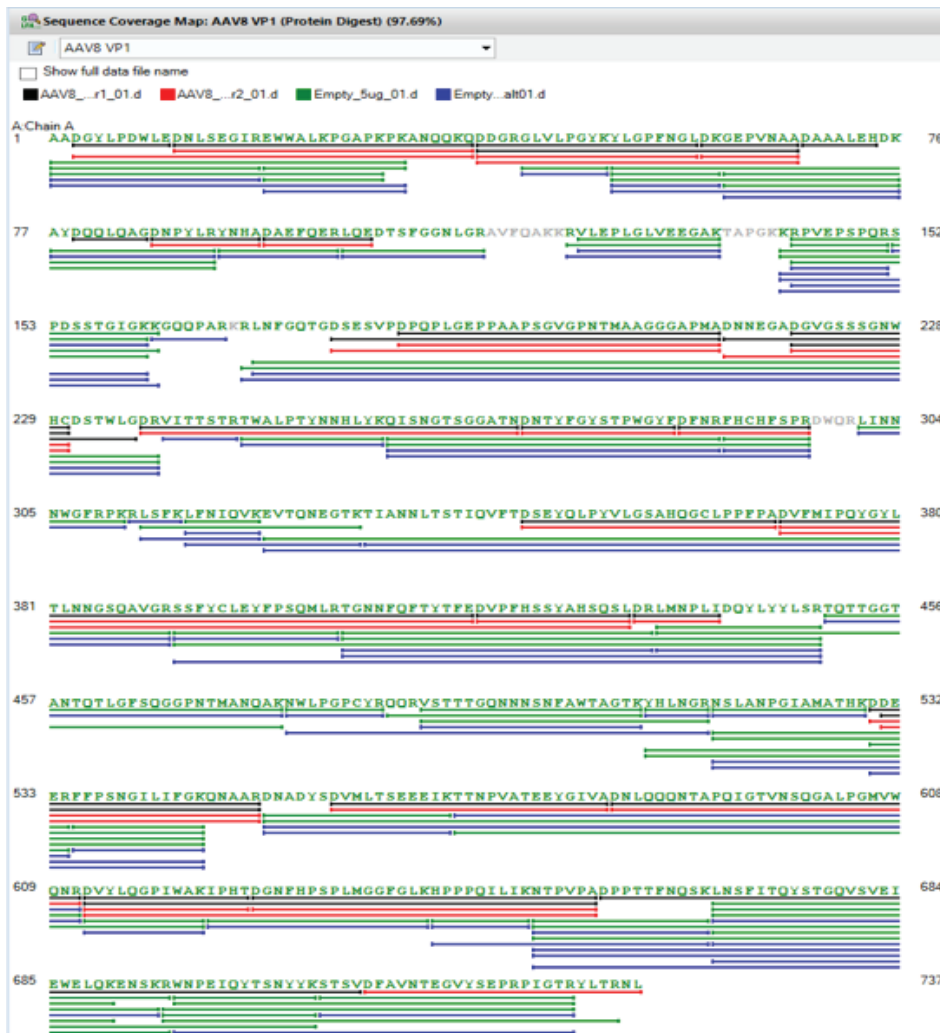 Sequence Coverage Map: AAV8 VP1 (Protein Digest) (97.69%)
AAV8 VP1
Show full data file name
AAV8_...r1_01.d AAV8_...r2_01.d Empty_5ug_01.d Empty...alt01.d
A:Chain A
1 AADGYLPDWLEDNLSEGIREWWALKPGAPKPKANQQKQDDGRGLVLPGYKYLGPFNGLDKGEPVNAADAAALEHDK 76
77 AYDQQLQAGDNPYLRYNHADAEFQERLQEDTSFGGNLGRAVFQAKKRVLEPLGLVEEGAKTAPGKKRPVEPSPQRS 152
153 PDSSTGIGKKGQQPARKRLNFGQTGDSESVPDPQPLGEPPAAPSGVGPNTMAAGGGAPMADNNEGADGVGSSSGNW 228
229 HCDSTWLGDRVITTSTRTWALPTYNNHLYKQISNGTSGGATNDNTYFGYSTPWGYFDFNRFHCHFSPRDWQRLINN 304
305 NWGFRPKRLSFKLFNIQVKEVTQNEGTKTIANNLTSTIQVFTDSEYQLPYVLGSAHQGCLPPFPADVFMIPQYGYL 380
381 TLNNGSQAVGRSSFYCLEYFPSQMLRTGNNFQFTYTFEDVPFHSSYAHSQSLDRLMNPLIDQYLYYLSRTQTTGGT 456
457 ANTQTLGFSQGGPNTMANQAKNWLPGPCYRQQRVSTTTGQNNNSNFAWTAGTKYHLNGRNSLANPGIAMATHKDDE 532
533 ERFFPSNGILIFGKQNAARDNADYSDVMLTSEEEIKTTNPVATEEYGIVADNLQQQNTAPQIGTVNSQGALPGMVW 608
609 QNRDVYLQGPIWAKIPHTDGNFHPSPLMGGFGLKHPPPQILIKNTPVPADPPTTFNQSKLNSFITQYSTGQVSVEI 684
685 EWELQKENSKRWNPEIQYTSNYYKSTSVDFAVNTEGVYSEPRPIGTRYLTRNL 737